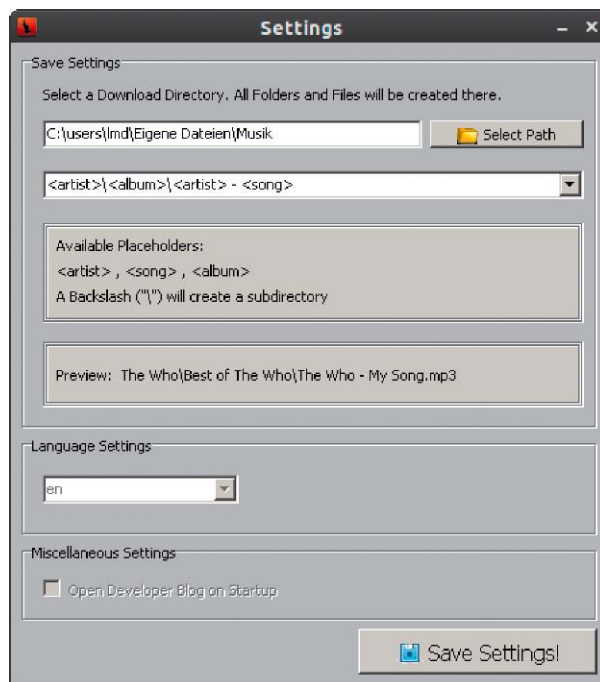 Settings
Save Settings
Select a Download Directory. All Folders and Files will be created there.
C:\users\lmd\Eigene Dateien\Musik
Select Path
<artist>\<album>\<artist> - <song>
Available Placeholders:
<artist> , <song> , <album>
A Backslash ("\") will create a subdirectory
Preview: The Who\Best of The Who\The Who - My Song.mp3
Language Settings
en
Miscellaneous Settings
Open Developer Blog on Startup
Save Settings!